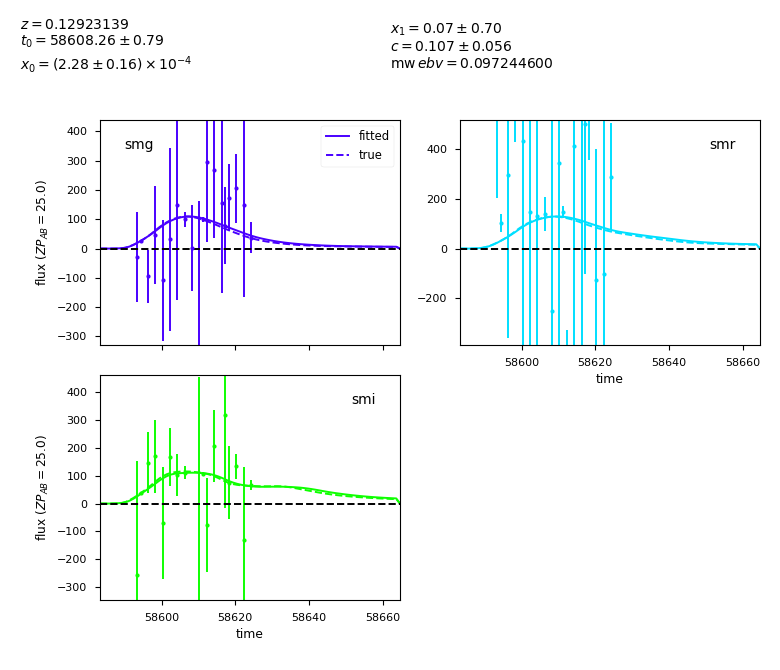 z = 0.12923139
t₀ = 58608.26 ± 0.79
x₀ = (2.28 ± 0.16) × 10⁻⁴
x₁ = 0.07 ± 0.70
c = 0.107 ± 0.056
mw ebv = 0.097244600
smg
fitted
true
400
300
200
100
0
−100
−200
−300
flux (ZP_AB = 25.0)
smr
400
200
0
−200
58600 58620 58640 58660
time
smi
400
300
200
100
0
−100
−200
−300
flux (ZP_AB = 25.0)
58600 58620 58640 58660
time